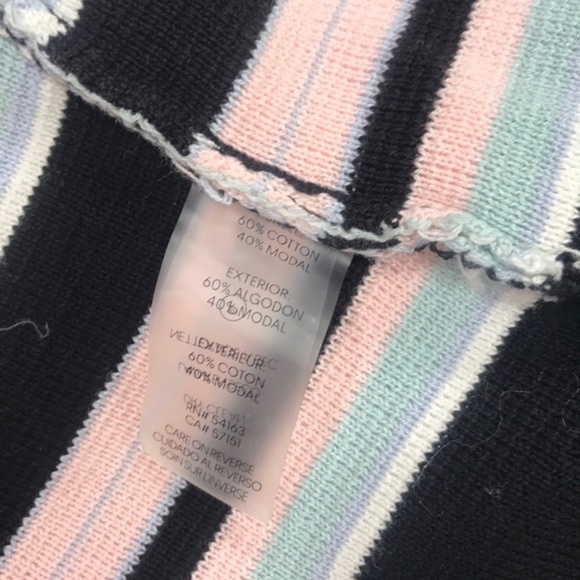 60% COTTON
40% MODAL
EXTERIOR
60% ALGODON
40% MODAL
EXTERIEUR
60% COTON
40% MODAL
RN# 54163
CA# 57151
CARE ON REVERSE
CUIDADO AL REVERSO
SOIN SUR L'INVERSE